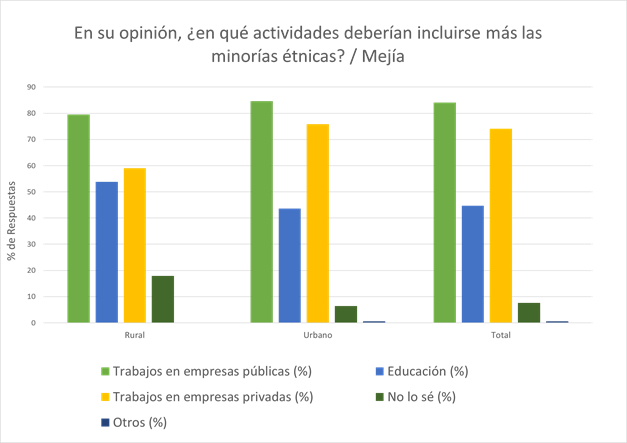 En su opinión, ¿en qué actividades deberían incluirse más las
minorías étnicas? / Mejía
90
80
70
60
50
40
30
20
10
0
% de Respuestas
Rural
Urbano
Total
Trabajos en empresas públicas (%)
Educación (%)
Trabajos en empresas privadas (%)
No lo sé (%)
Otros (%)